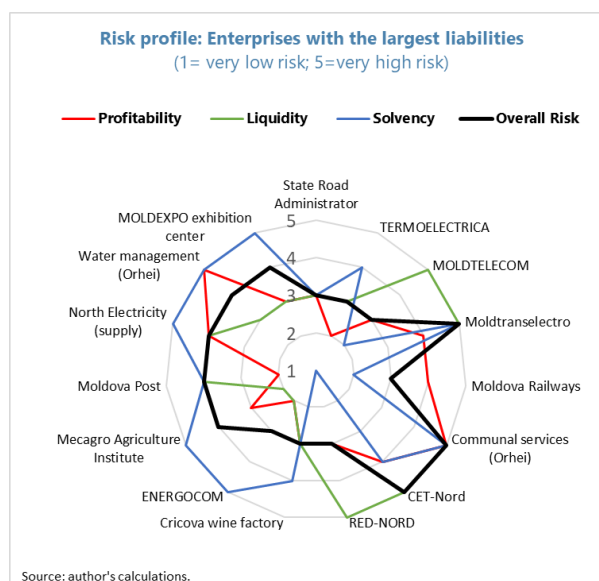 Risk profile: Enterprises with the largest liabilities
(1= very low risk; 5=very high risk)
Profitability
Liquidity
Solvency
Overall Risk
State Road
Administrator
TERMOELECTRICA
MOLDTELECOM
Moldtranselectro
Moldova Railways
Communal services
(Orhei)
CET-Nord
RED-NORD
Cricova wine factory
ENERGOCOM
Mecagro Agriculture
Institute
Moldova Post
North Electricity
(supply)
Water management
(Orhei)
MOLDEXPO exhibition
center
5
4
3
2
1
Source: author's calculations.